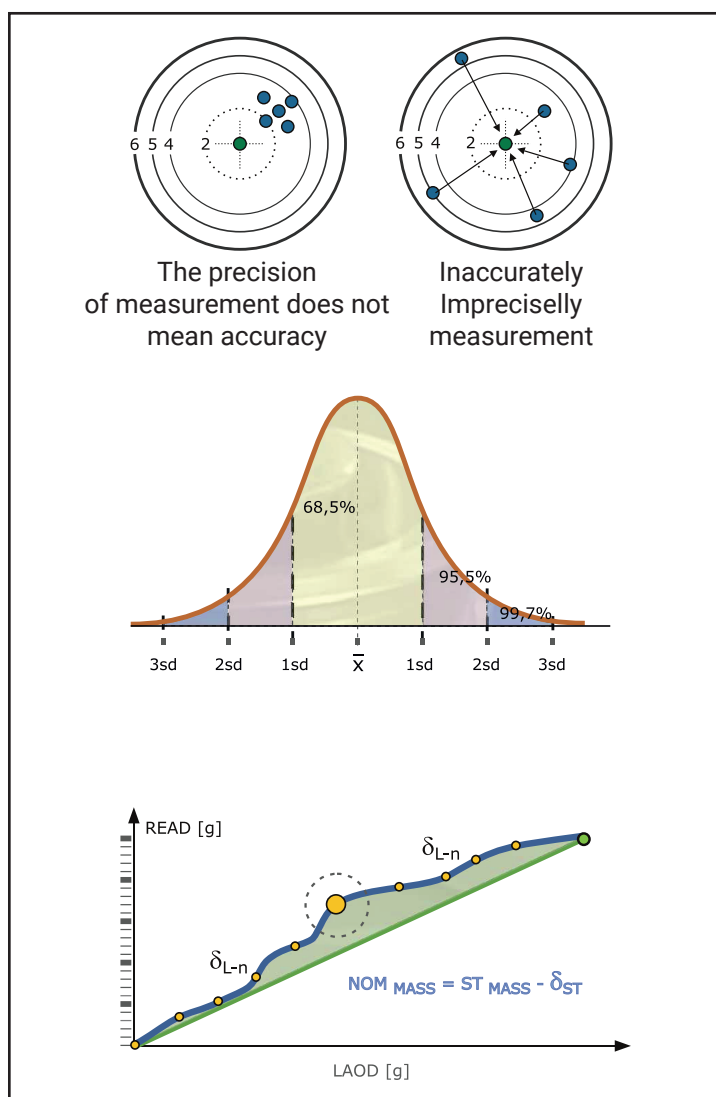 6 5 4 2
6 5 4 2
The precision
of measurement does not
mean accuracy
Inaccurately
Impreciselly
measurement
68,5%
95,5%
99,7%
3sd 2sd 1sd x̄ 1sd 2sd 3sd
READ [g]
δL-n
δL-n
NOM MASS = ST MASS - δST
LAOD [g]